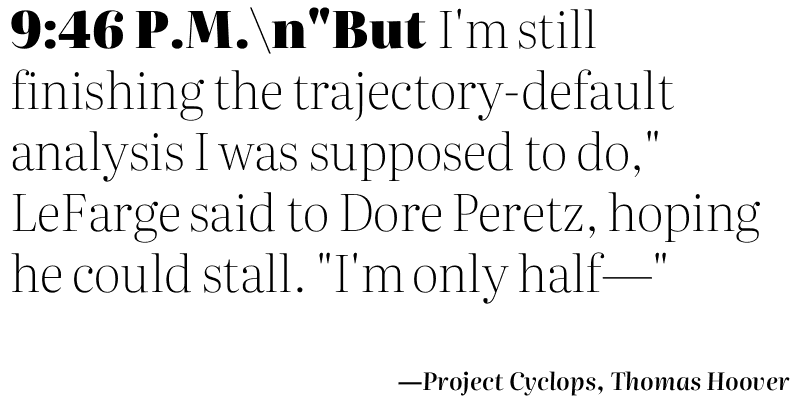 9:46 P.M.\n"But I'm still
finishing the trajectory-default
analysis I was supposed to do,"
LeFarge said to Dore Peretz, hoping
he could stall. "I'm only half—"
—Project Cyclops, Thomas Hoover